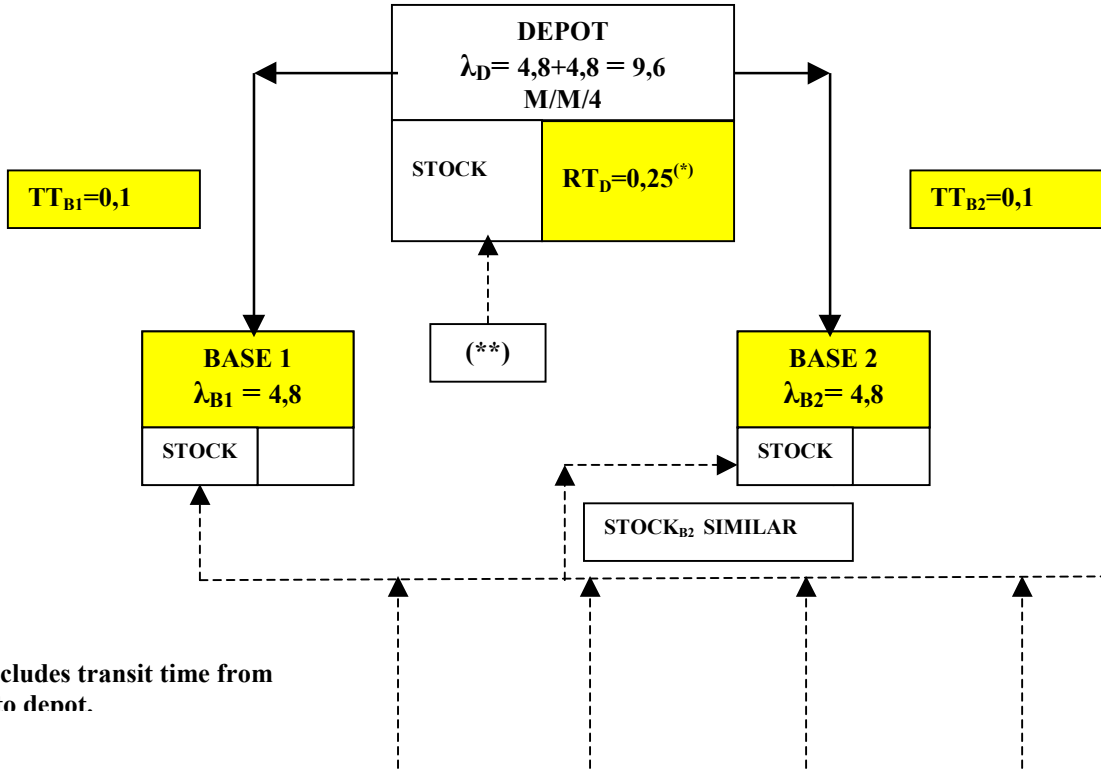 DEPOT
λD= 4,8+4,8 = 9,6
M/M/4
STOCK
RTD=0,25(*)
TTB1=0,1
TTB2=0,1
(**)
BASE 1
λB1 = 4,8
STOCK
BASE 2
λB2= 4,8
STOCK
STOCKB2 SIMILAR
cludes transit time from
to depot.